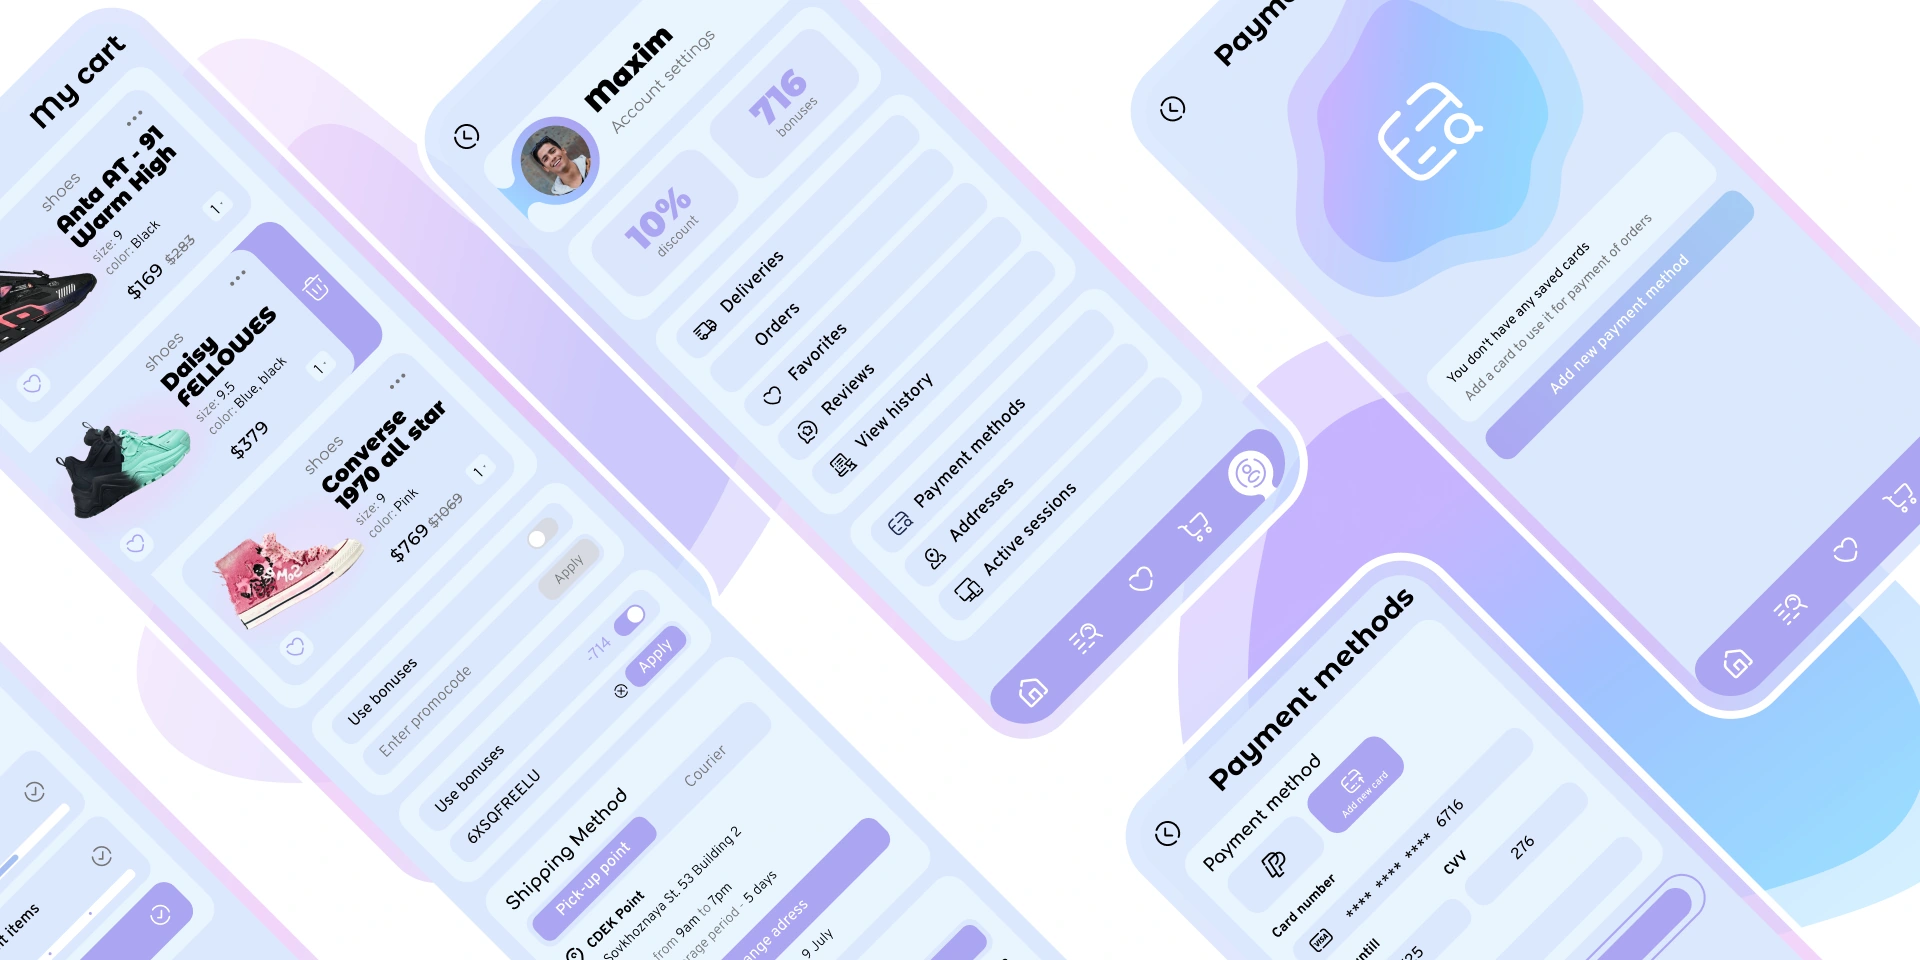 My cart
shoes
Anta AT - 91
Warm High
size: 9
color: Black
$169 $283
1
shoes
Daisy
FELLOWES
size: 9.5
color: Blue, black
$379
1
shoes
Converse
1970 all star
size: 9
color: Pink
$769 $1069
1
Use bonuses
Enter promocode
Apply
Use bonuses
-714
6XSQFREELU
Apply
Shipping Method
Pick-up point
Courier
CDEK Point
Sovkhoznaya St. 53 Building 2
from 9am to 7pm
period - 5 days
adress
9 July
items
Maxim
Account settings
10%
discount
716
bonuses
Deliveries
Orders
Favorites
Reviews
View history
Payment methods
Addresses
Active sessions
You don't have any saved cards
Add a card to use it for payment of orders
Add new payment method
Payment methods
Payment method
Add new card
Card number
VISA
**** **** **** 6716
CVV
276